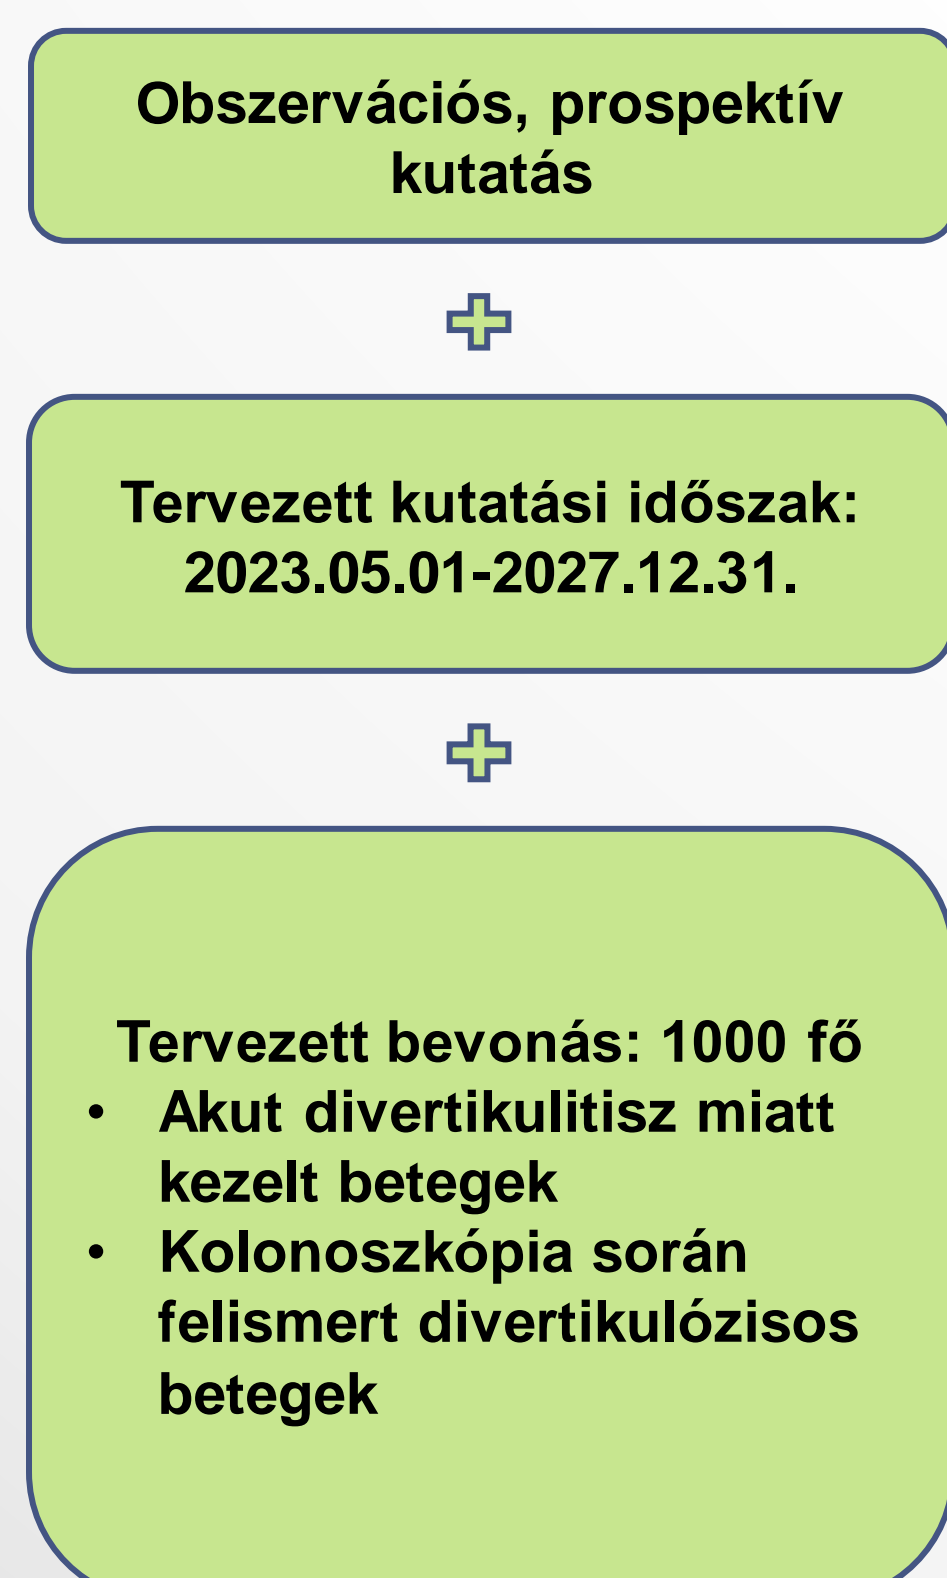 Obszervációs, prospektív
kutatás
Tervezett kutatási időszak:
2023.05.01-2027.12.31.
Tervezett bevonás: 1000 fő
• Akut divertikulitisz miatt
kezelt betegek
• Kolonoszkópia során
felismert divertikulózisos
betegek